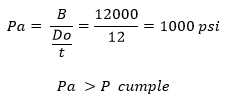 Pa = B / (Do / t) = 12000 / 12 = 1000 psi
Pa > P cumple